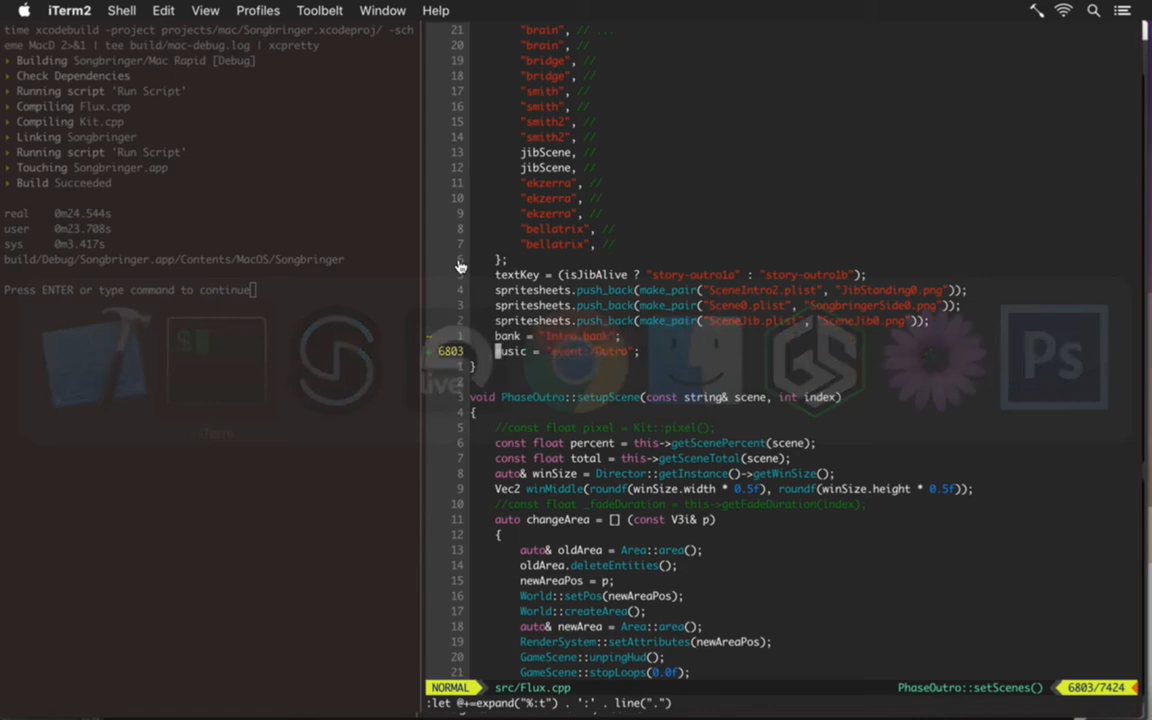 iTerm2 Shell Edit View Profiles Toolbelt Window Help
time xcodebuild -project projects/mac/Songbringer.xcodeproj/ -sch
eme MacD 2>&1 | tee build/mac-debug.log | xcpretty
▸ Building Songbringer/Mac Rapid [Debug]
▸ Check Dependencies
▸ Running script 'Run Script'
▸ Compiling Flux.cpp
▸ Compiling Kit.cpp
▸ Linking Songbringer
▸ Running script 'Run Script'
▸ Touching Songbringer.app
▸ Build Succeeded
real 0m24.544s
user 0m23.708s
sys 0m3.417s
build/Debug/Songbringer.app/Contents/MacOS/Songbringer
Press ENTER or type command to continue
21 "brain", // ...
20 "brain", //
19 "bridge", //
18 "bridge", //
17 "smith", //
16 "smith", //
15 "smith2", //
14 "smith2", //
13 jibScene, //
12 jibScene, //
11 "ekzerra", //
10 "ekzerra", //
9 "ekzerra", //
8 "bellatrix", //
7 "bellatrix", //
6 };
5 textKey = (isJibAlive ? "story-outro1a" : "story-outro1b");
4 spritesheets.push_back(make_pair("SceneIntro2.plist", "JibStanding0.png"));
3 spritesheets.push_back(make_pair("Scene0.plist", "SongbringerSide0.png"));
2 spritesheets.push_back(make_pair("SceneJib.plist", "SceneJib0.png"));
~ 1 bank = "intro.bank";
6803 music = "event:/Outro";
1 }
2
3 void PhaseOutro::setupScene(const string& scene, int index)
4 {
5 //const float pixel = Kit::pixel();
6 const float percent = this->getScenePercent(scene);
7 const float total = this->getSceneTotal(scene);
8 auto& winSize = Director::getInstance()->getWinSize();
9 Vec2 winMiddle(roundf(winSize.width * 0.5f), roundf(winSize.height * 0.5f));
10 //const float _fadeDuration = this->getFadeDuration(index);
11 auto changeArea = [] (const V3i& p)
12 {
13 auto& oldArea = Area::area();
14 oldArea.deleteEntities();
15 newAreaPos = p;
16 World::setPos(newAreaPos);
17 World::createArea();
18 auto& newArea = Area::area();
19 RenderSystem::setAttributes(newAreaPos);
20 GameScene::unpingHud();
21 GameScene::stopLoops(0.0f);
NORMAL src/Flux.cpp PhaseOutro::setScenes() 6803/7424
:let @+=expand("%:t") . ':' . line(".")
live
GS
Ps
iTerm